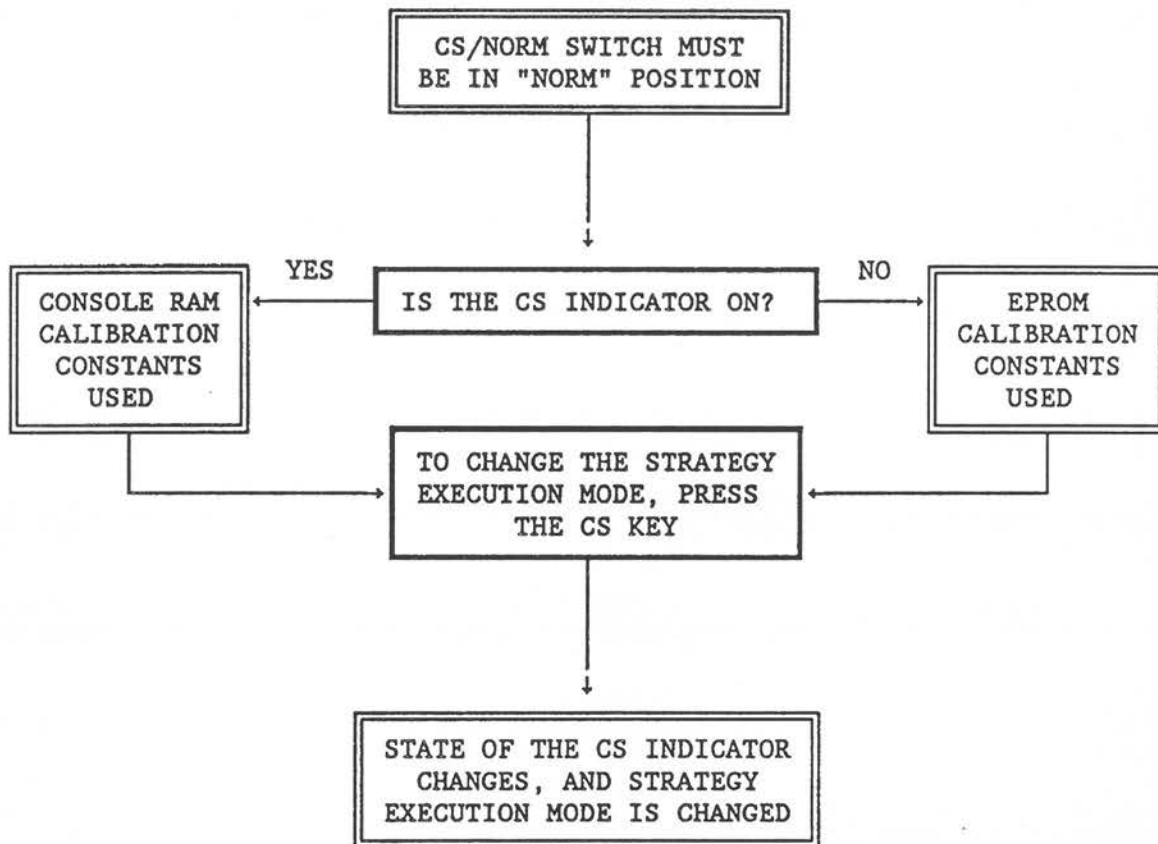 CS/NORM SWITCH MUST
BE IN "NORM" POSITION
YES
NO
IS THE CS INDICATOR ON?
CONSOLE RAM
CALIBRATION
CONSTANTS
USED
EPROM
CALIBRATION
CONSTANTS
USED
TO CHANGE THE STRATEGY
EXECUTION MODE, PRESS
THE CS KEY
STATE OF THE CS INDICATOR
CHANGES, AND STRATEGY
EXECUTION MODE IS CHANGED